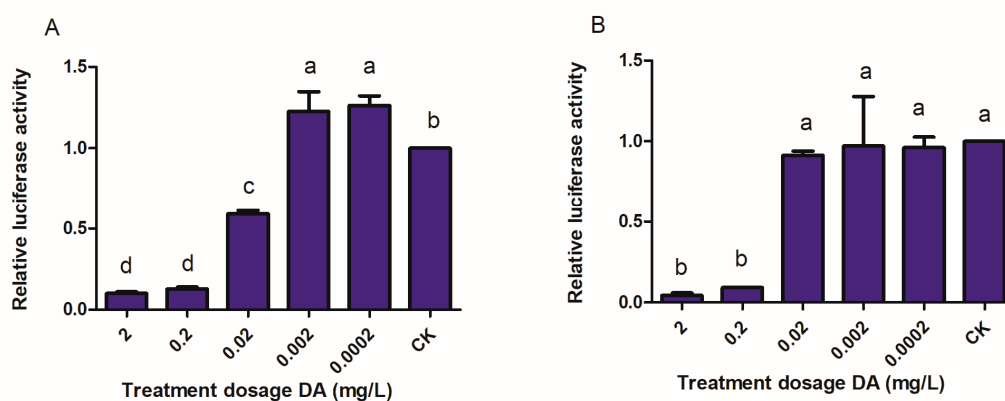 A
Relative luciferase activity
1.5
1.0
0.5
0.0
d
d
c
a
a
b
2
0.2
0.02
0.002
0.0002
CK
Treatment dosage DA (mg/L)
B
Relative luciferase activity
1.5
1.0
0.5
0.0
b
b
a
a
a
a
2
0.2
0.02
0.002
0.0002
CK
Treatment dosage DA (mg/L)